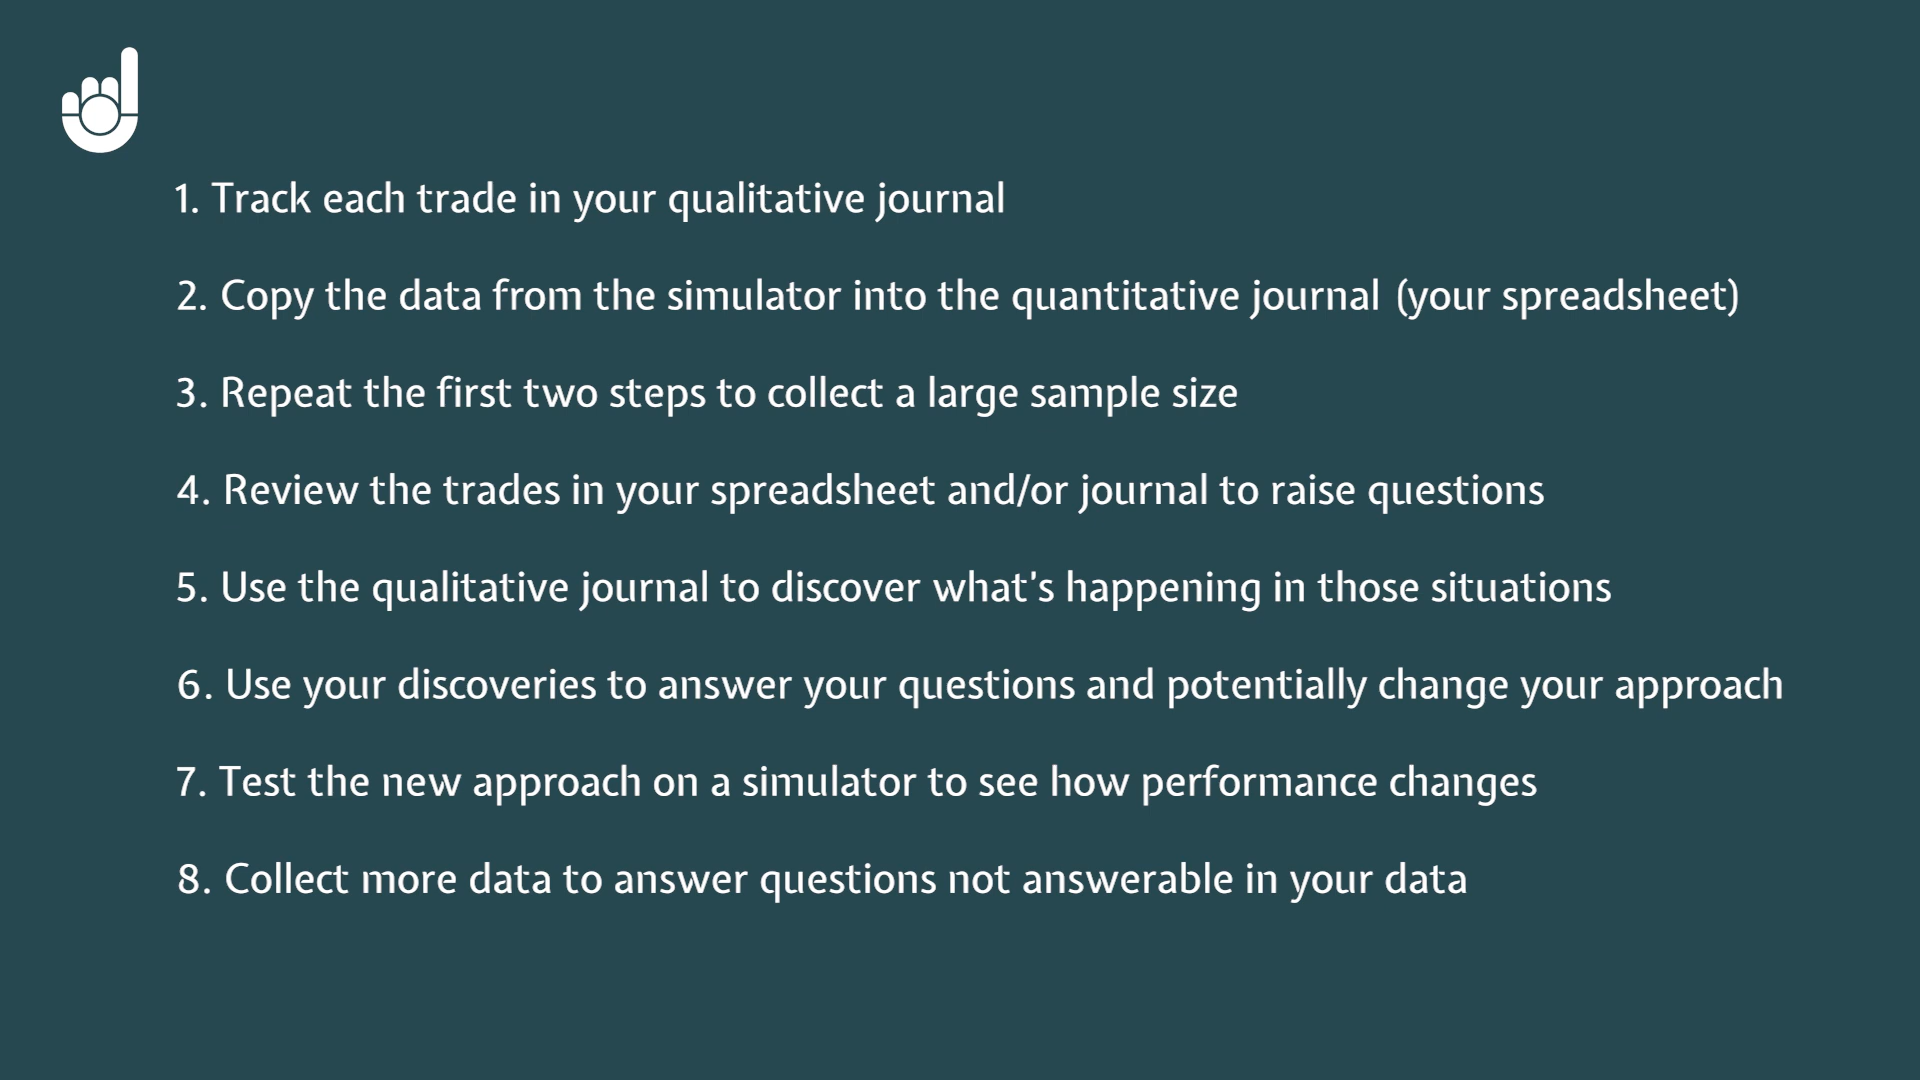 1. Track each trade in your qualitative journal
2. Copy the data from the simulator into the quantitative journal (your spreadsheet)
3. Repeat the first two steps to collect a large sample size
4. Review the trades in your spreadsheet and/or journal to raise questions
5. Use the qualitative journal to discover what's happening in those situations
6. Use your discoveries to answer your questions and potentially change your approach
7. Test the new approach on a simulator to see how performance changes
8. Collect more data to answer questions not answerable in your data